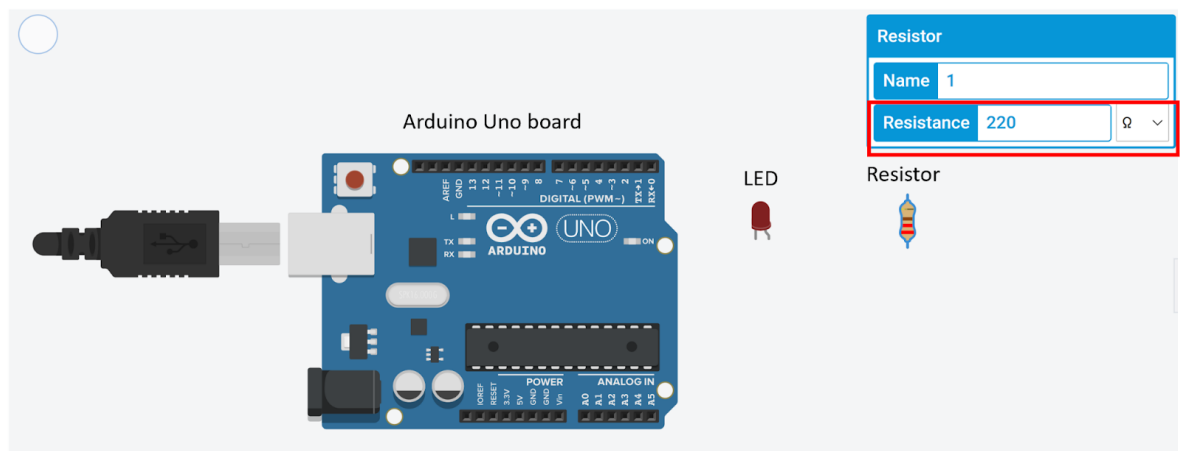 Resistor
Name 1
Resistance 220 Ω
Arduino Uno board
LED
Resistor
AREF GND 13 12 ~11 ~10 ~9 8 7 ~6 ~5 4 ~3 2 TX→1 RX←0
DIGITAL (PWM~)
L
TX
RX
ARDUINO
UNO
ON
POWER
ANALOG IN
IOREF RESET 3.3V 5V GND GND Vin A0 A1 A2 A3 A4 A5